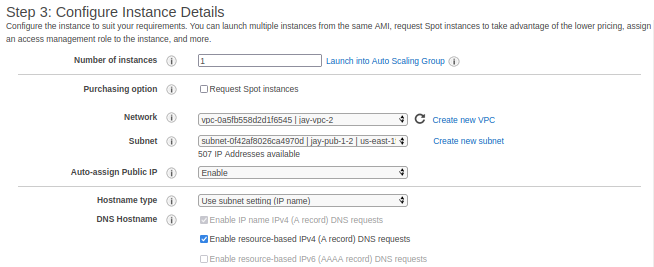 Step 3: Configure Instance Details
Configure the instance to suit your requirements. You can launch multiple instances from the same AMI, request Spot instances to take advantage of the lower pricing, assign
an access management role to the instance, and more.
Number of instances i 1 Launch into Auto Scaling Group i
Purchasing option i Request Spot instances
Network i vpc-0a5fb558d2d1f6545 | jay-vpc-2 Create new VPC
Subnet i subnet-0f42af8026ca4970d | jay-pub-1-2 | us-east-1 Create new subnet
507 IP Addresses available
Auto-assign Public IP i Enable
Hostname type i Use subnet setting (IP name)
DNS Hostname i Enable IP name IPv4 (A record) DNS requests
Enable resource-based IPv4 (A record) DNS requests
Enable resource-based IPv6 (AAAA record) DNS requests